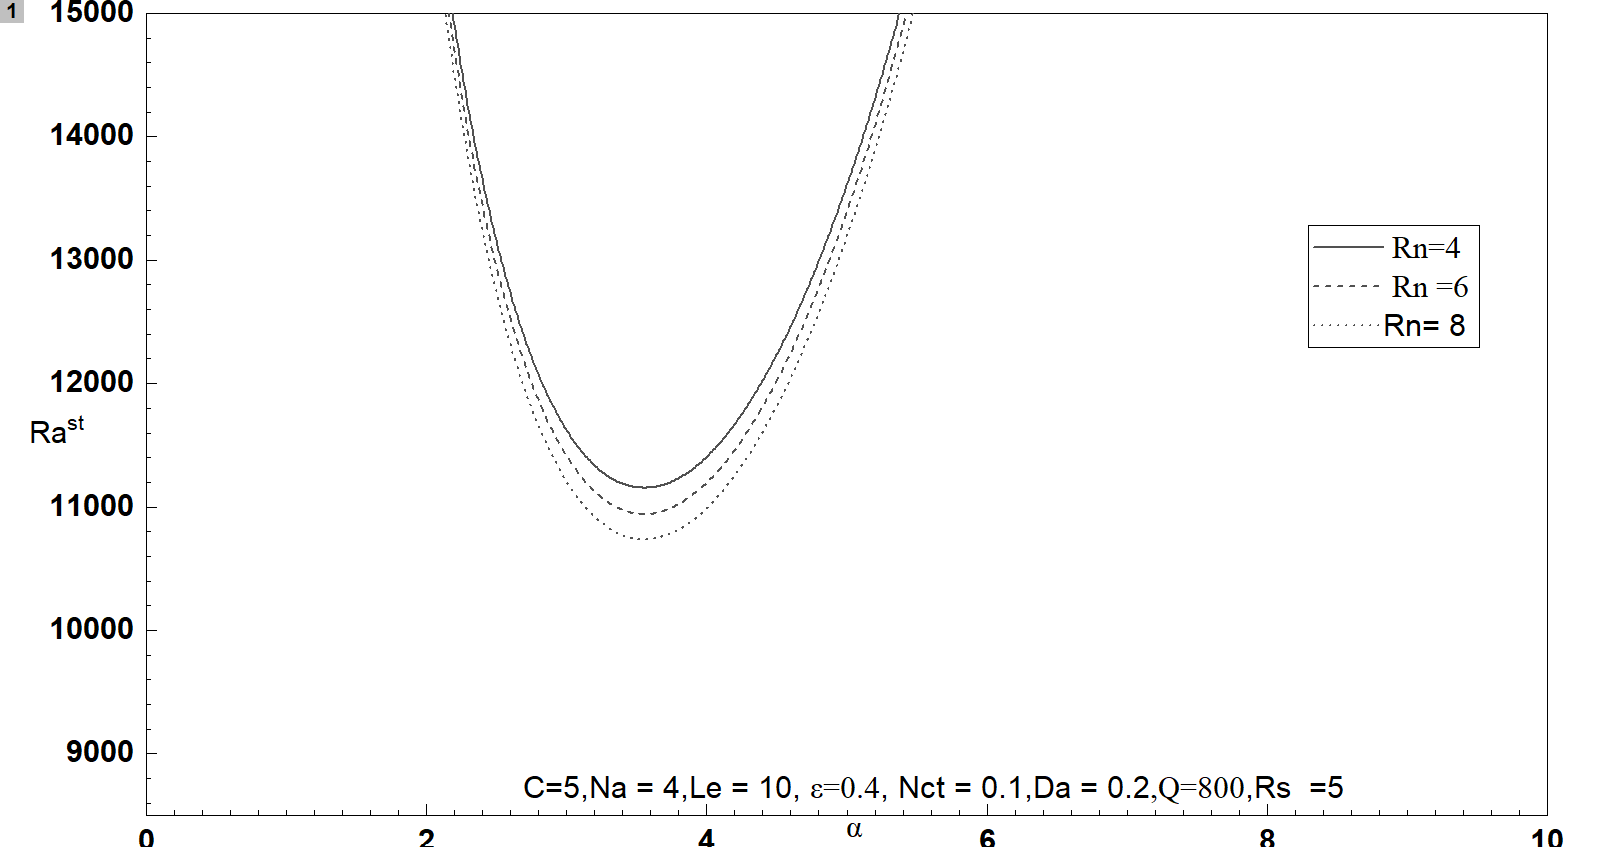 1
15000
14000
13000
12000
11000
10000
9000
Ra^st
Rn=4
Rn =6
Rn= 8
C=5,Na = 4,Le = 10, ε=0.4, Nct = 0.1,Da = 0.2,Q=800,Rs =5
0 2 4 6 8 10
α